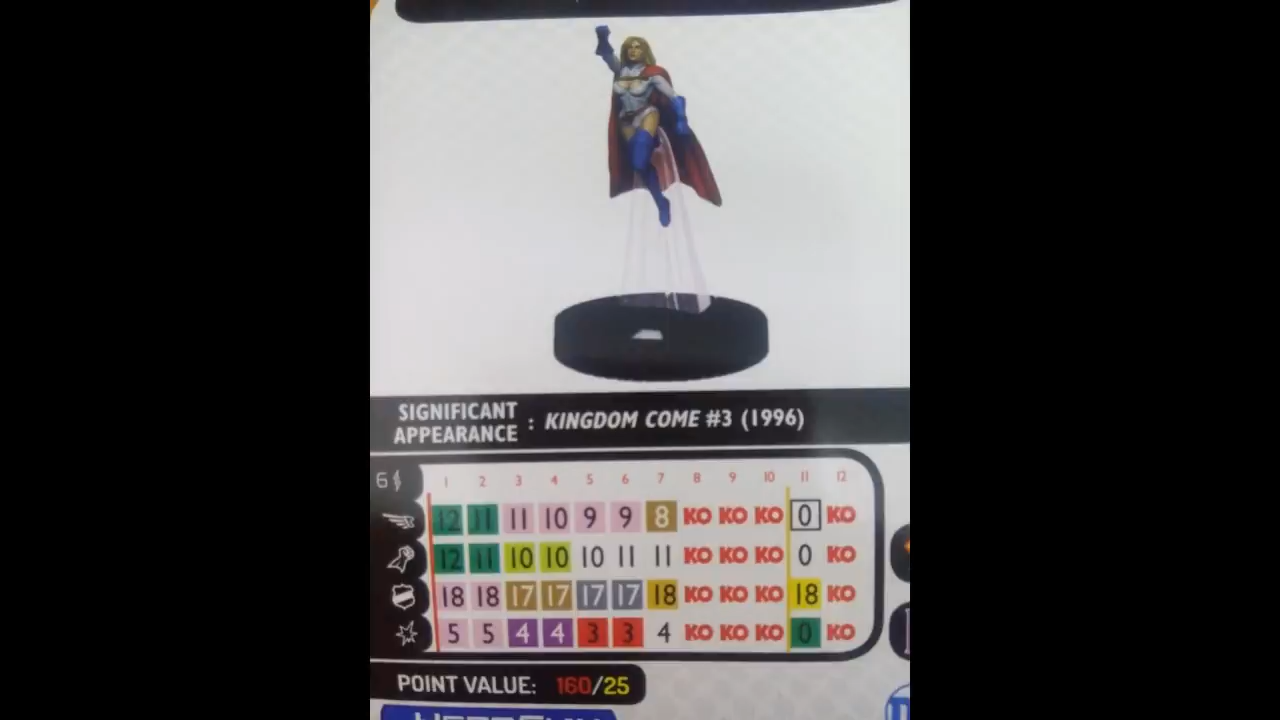 SIGNIFICANT
APPEARANCE : KINGDOM COME #3 (1996)
6 1 2 3 4 5 6 7 8 9 10 11 12
12 11 11 10 9 9 8 KO KO KO 0 KO
12 11 10 10 10 11 11 KO KO KO 0 KO
18 18 17 17 17 17 18 KO KO KO 18 KO
5 5 4 4 3 3 4 KO KO KO 0 KO
POINT VALUE: 160/25